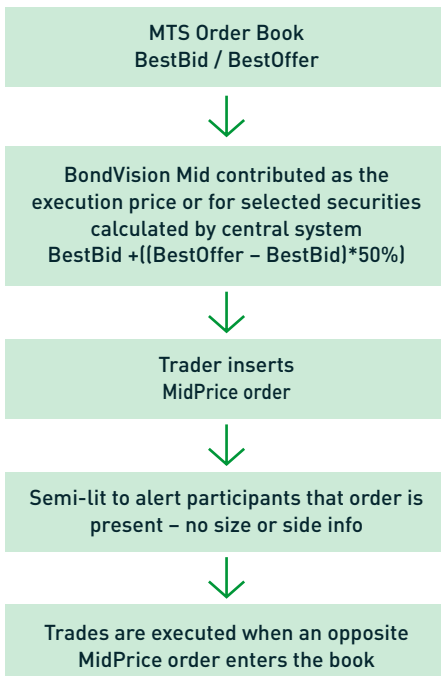 MTS Order Book
BestBid / BestOffer
BondVision Mid contributed as the
execution price or for selected securities
calculated by central system
BestBid +((BestOffer – BestBid)*50%)
Trader inserts
MidPrice order
Semi-lit to alert participants that order is
present – no size or side info
Trades are executed when an opposite
MidPrice order enters the book